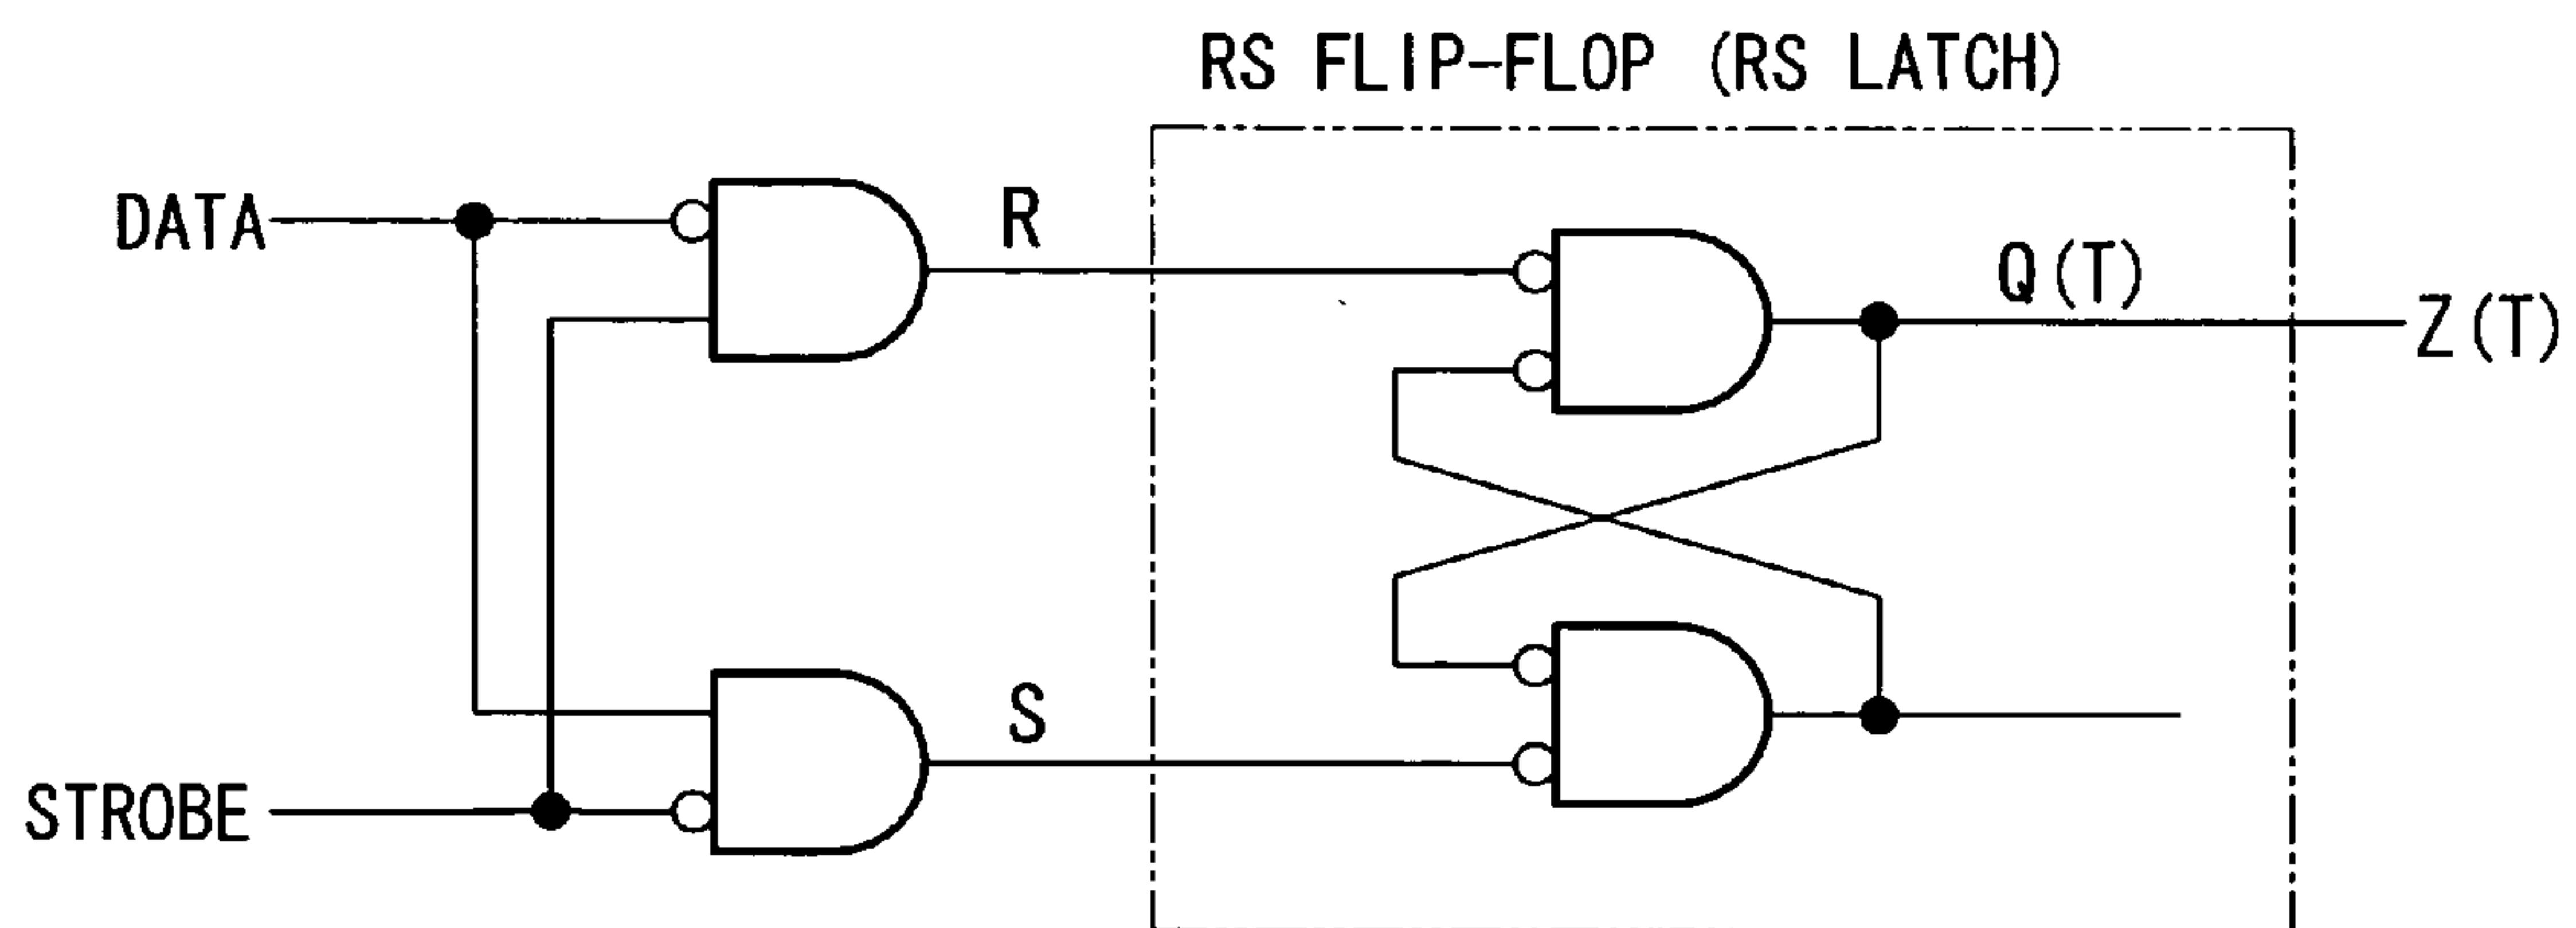 RS FLIP-FLOP (RS LATCH)
DATA
R
Q(T)
Z(T)
S
STROBE